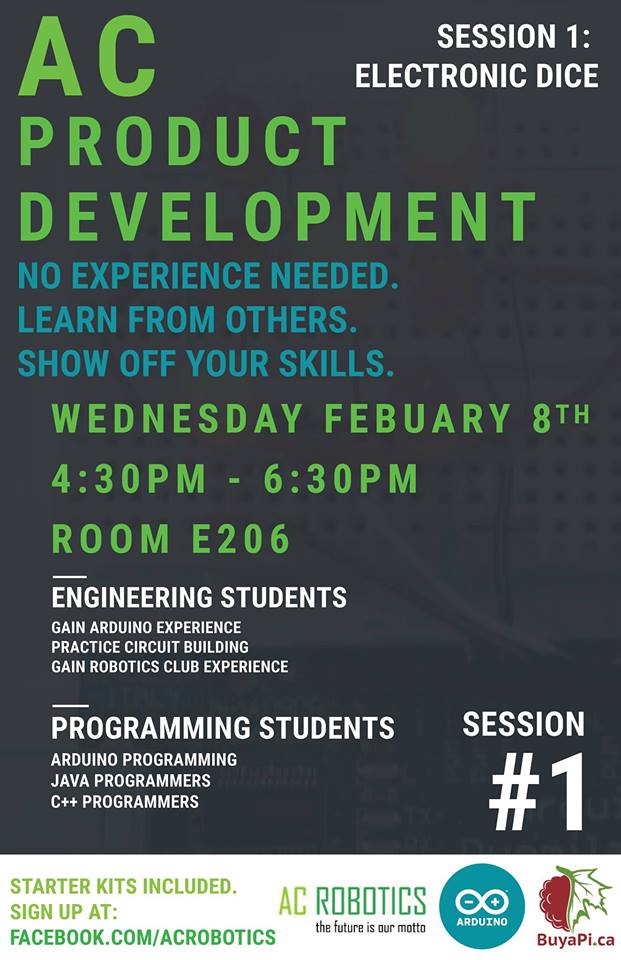 AC
PRODUCT
DEVELOPMENT
SESSION 1:
ELECTRONIC DICE
NO EXPERIENCE NEEDED.
LEARN FROM OTHERS.
SHOW OFF YOUR SKILLS.
WEDNESDAY FEBUARY 8TH
4:30PM - 6:30PM
ROOM E206
ENGINEERING STUDENTS
GAIN ARDUINO EXPERIENCE
PRACTICE CIRCUIT BUILDING
GAIN ROBOTICS CLUB EXPERIENCE
PROGRAMMING STUDENTS
ARDUINO PROGRAMMING
JAVA PROGRAMMERS
C++ PROGRAMMERS
SESSION
#1
STARTER KITS INCLUDED.
SIGN UP AT:
FACEBOOK.COM/ACROBOTICS
AC ROBOTICS
the future is our motto
ARDUINO
BuyaPi.ca